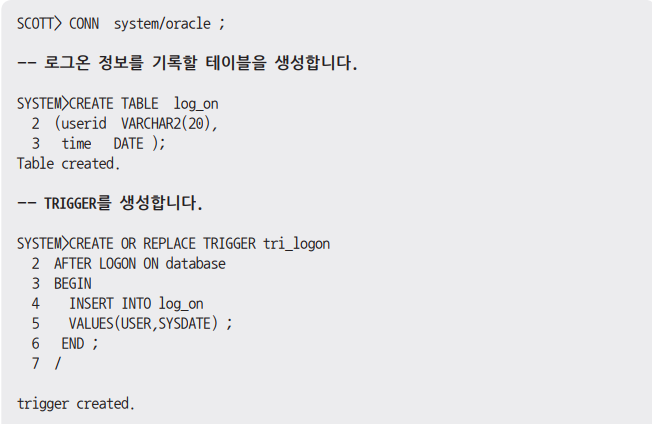 SCOTT> CONN  system/oracle ;
-- 로그온 정보를 기록할 테이블을 생성합니다.
SYSTEM>CREATE TABLE  log_on
2  (userid  VARCHAR2(20),
3   time   DATE );
Table created.
-- TRIGGER를 생성합니다.
SYSTEM>CREATE OR REPLACE TRIGGER tri_logon
2  AFTER LOGON ON database
3  BEGIN
4    INSERT INTO log_on
5    VALUES(USER,SYSDATE) ;
6   END ;
7  /
trigger created.